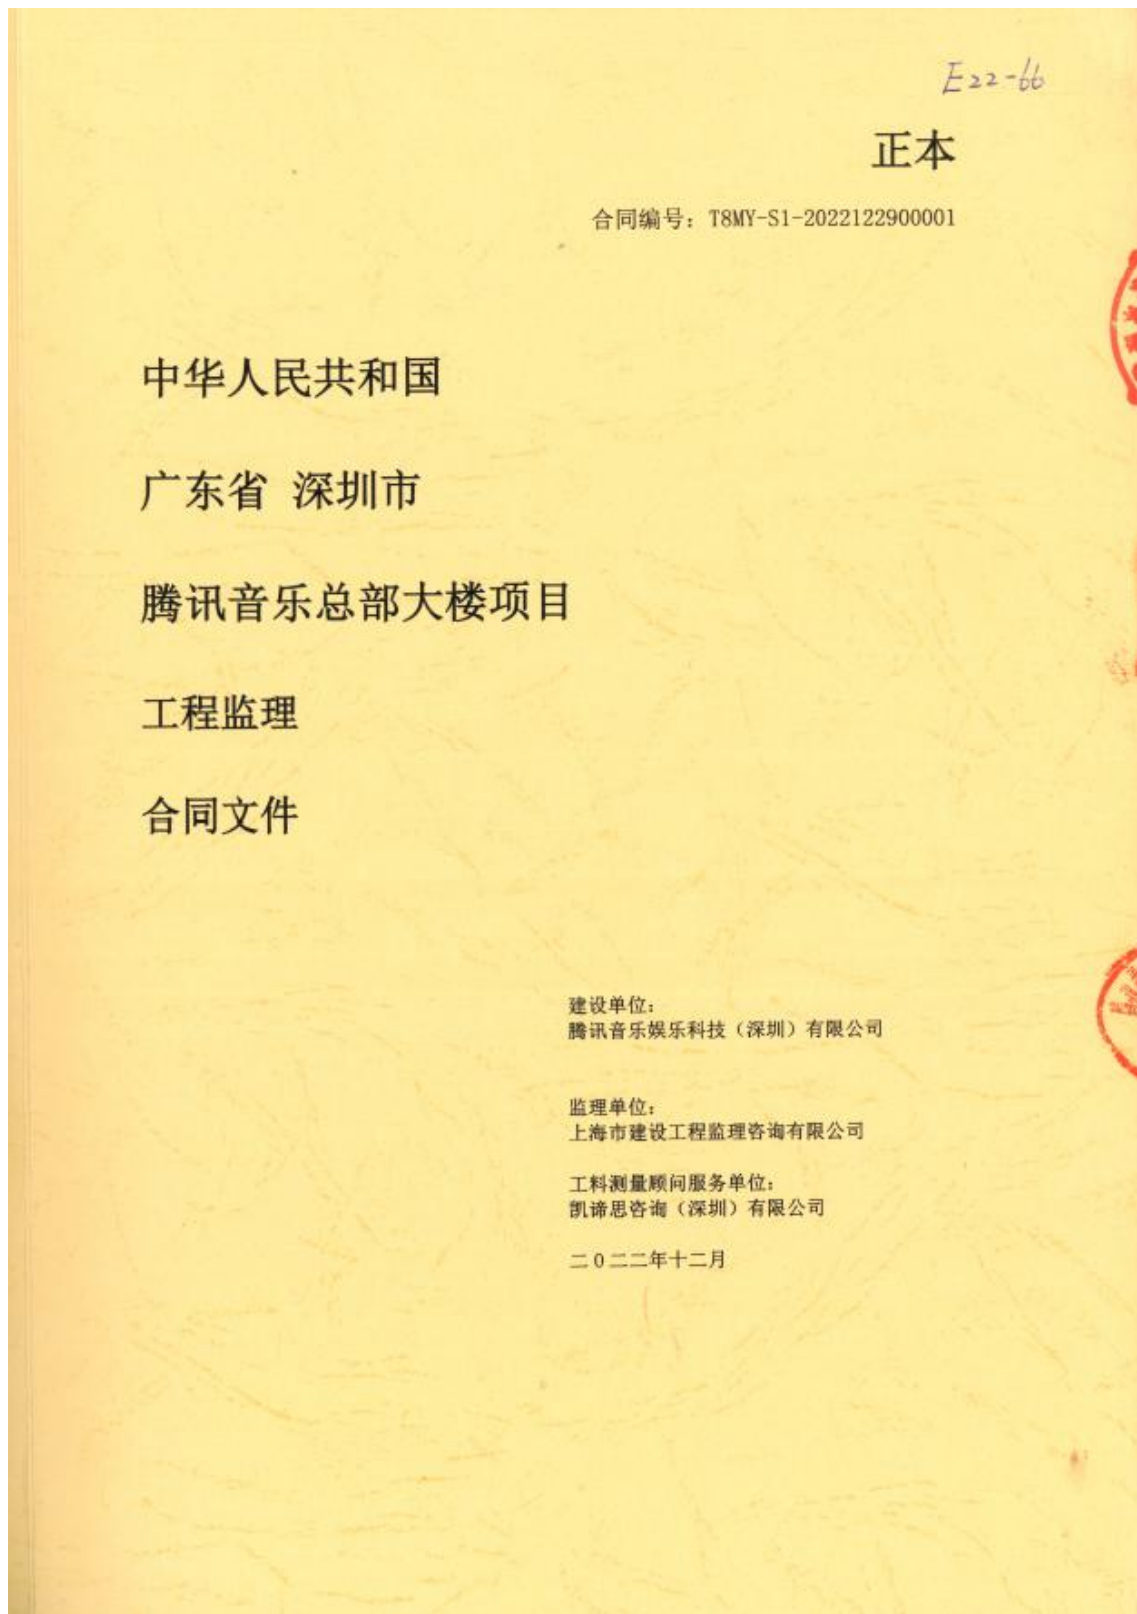 E22-66
正本
合同编号：T8MY-S1-2022122900001
中华人民共和国
广东省 深圳市
腾讯音乐总部大楼项目
工程监理
合同文件
建设单位：
腾讯音乐娱乐科技（深圳）有限公司
监理单位：
上海市建设工程监理咨询有限公司
工料测量顾问服务单位：
凯谛思咨询（深圳）有限公司
二0二二年十二月